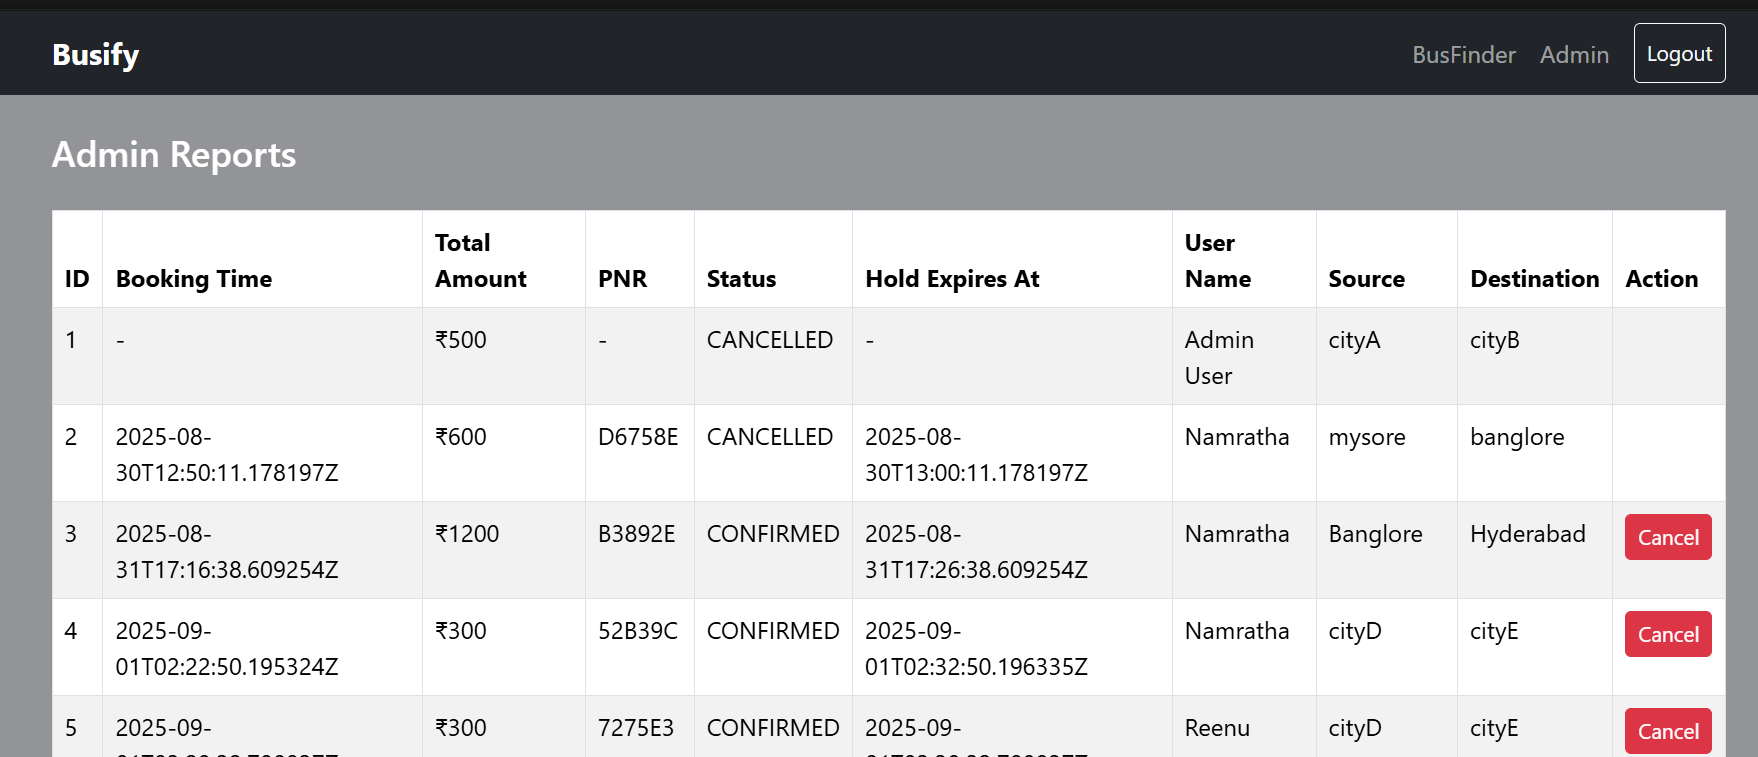 Busify
BusFinder Admin Logout
Admin Reports
ID Booking Time Total Amount PNR Status Hold Expires At User Name Source Destination Action
1 - ₹500 - CANCELLED - Admin User cityA cityB
2 2025-08-30T12:50:11.178197Z ₹600 D6758E CANCELLED 2025-08-30T13:00:11.178197Z Namratha mysore banglore
3 2025-08-31T17:16:38.609254Z ₹1200 B3892E CONFIRMED 2025-08-31T17:26:38.609254Z Namratha Banglore Hyderabad Cancel
4 2025-09-01T02:22:50.195324Z ₹300 52B39C CONFIRMED 2025-09-01T02:32:50.196335Z Namratha cityD cityE Cancel
5 2025-09- ₹300 7275E3 CONFIRMED 2025-09- Reenu cityD cityE Cancel